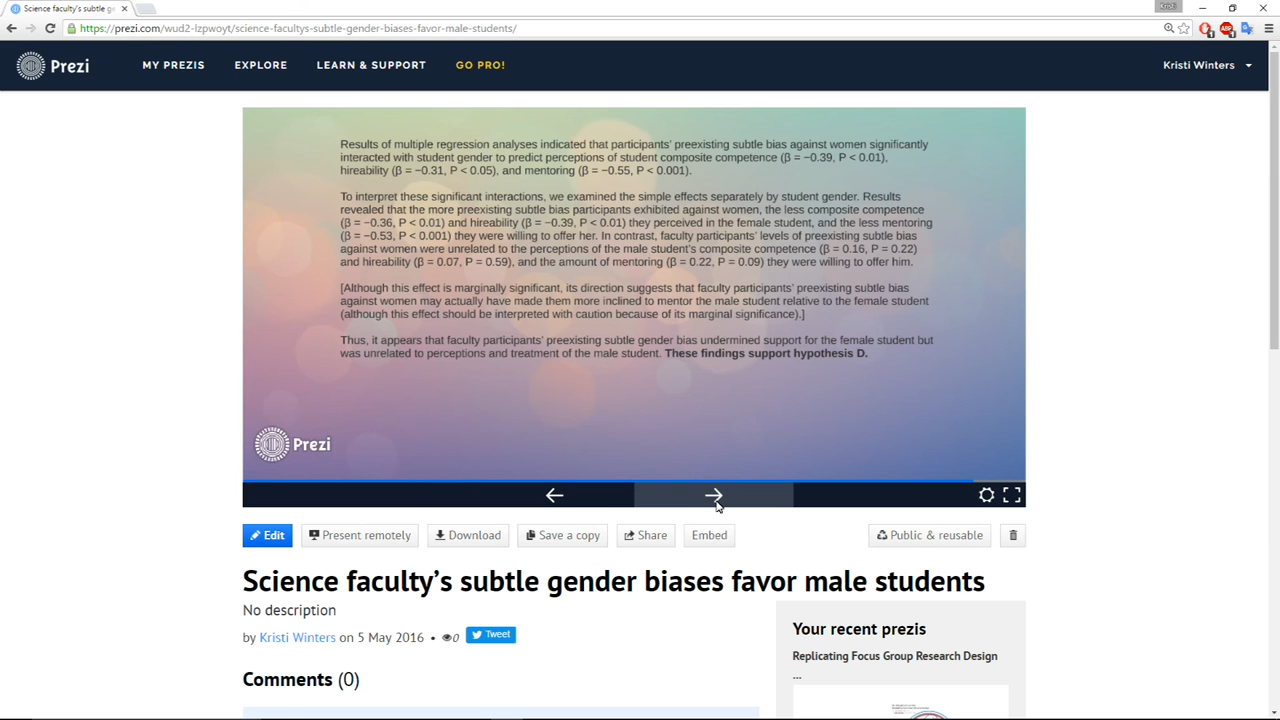 Science faculty's subtle g
Kristi
https://prezi.com/wud2-lzpwoyt/science-facultys-subtle-gender-biases-favor-male-students/
Prezi
MY PREZIS
EXPLORE
LEARN & SUPPORT
GO PRO!
Kristi Winters
Results of multiple regression analyses indicated that participants' preexisting subtle bias against women significantly
interacted with student gender to predict perceptions of student composite competence (β = −0.39, P < 0.01),
hireability (β = −0.31, P < 0.05), and mentoring (β = −0.55, P < 0.001).
To interpret these significant interactions, we examined the simple effects separately by student gender. Results
revealed that the more preexisting subtle bias participants exhibited against women, the less composite competence
(β = −0.36, P < 0.01) and hireability (β = −0.39, P < 0.01) they perceived in the female student, and the less mentoring
(β = −0.53, P < 0.001) they were willing to offer her. In contrast, faculty participants' levels of preexisting subtle bias
against women were unrelated to the perceptions of the male student's composite competence (β = 0.16, P = 0.22)
and hireability (β = 0.07, P = 0.59), and the amount of mentoring (β = 0.22, P = 0.09) they were willing to offer him.
[Although this effect is marginally significant, its direction suggests that faculty participants' preexisting subtle bias
against women may actually have made them more inclined to mentor the male student relative to the female student
(although this effect should be interpreted with caution because of its marginal significance).]
Thus, it appears that faculty participants' preexisting subtle gender bias undermined support for the female student but
was unrelated to perceptions and treatment of the male student. These findings support hypothesis D.
Prezi
Edit
Present remotely
Download
Save a copy
Share
Embed
Public & reusable
Science faculty's subtle gender biases favor male students
No description
by Kristi Winters on 5 May 2016 • 0
Tweet
Comments (0)
Your recent prezis
Replicating Focus Group Research Design
...